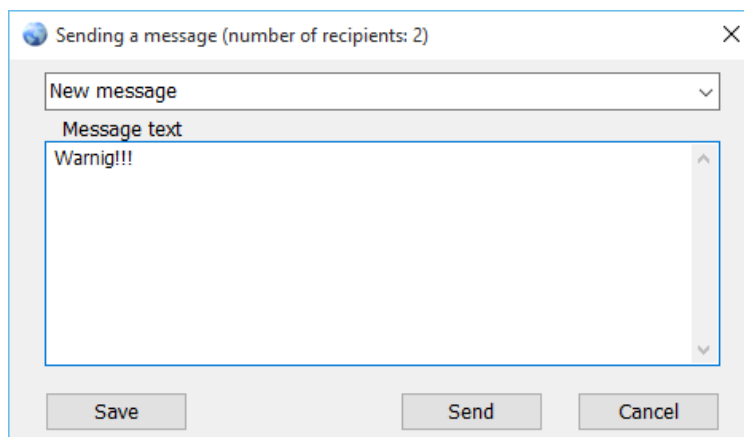 Sending a message (number of recipients: 2)
New message
Message text
Warnig!!!
Save Send Cancel